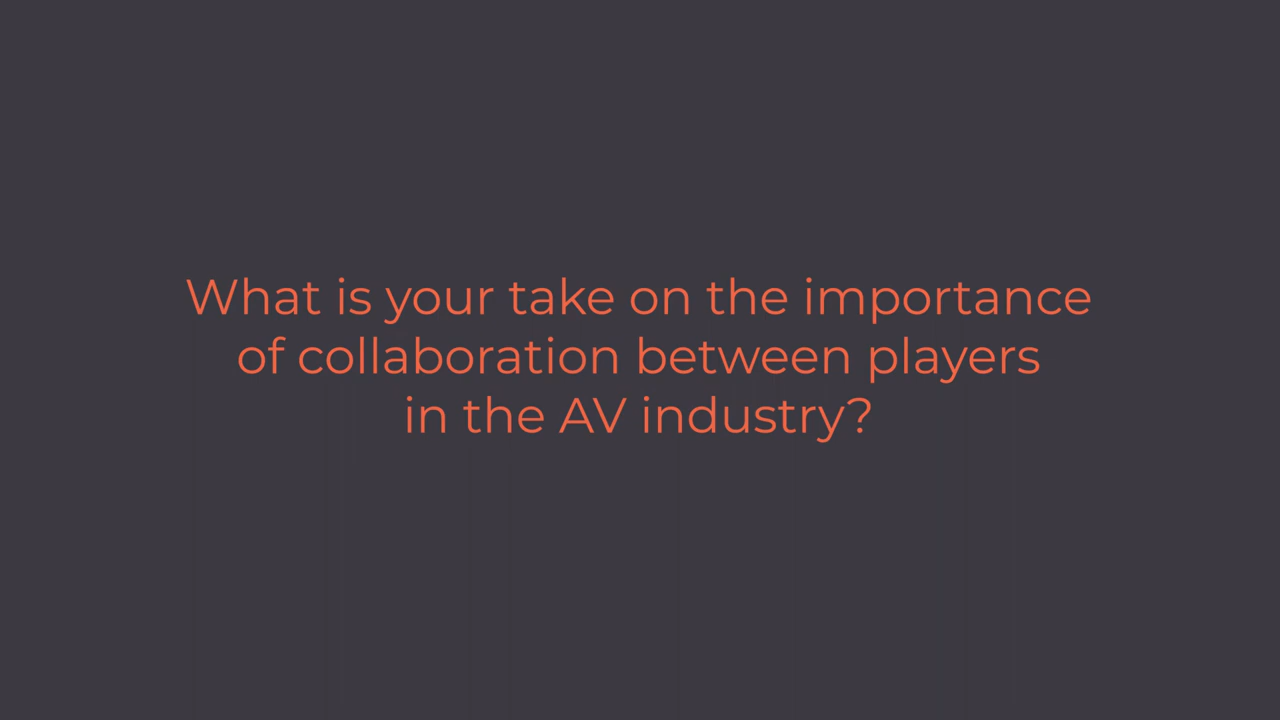 What is your take on the importance
of collaboration between players
in the AV industry?